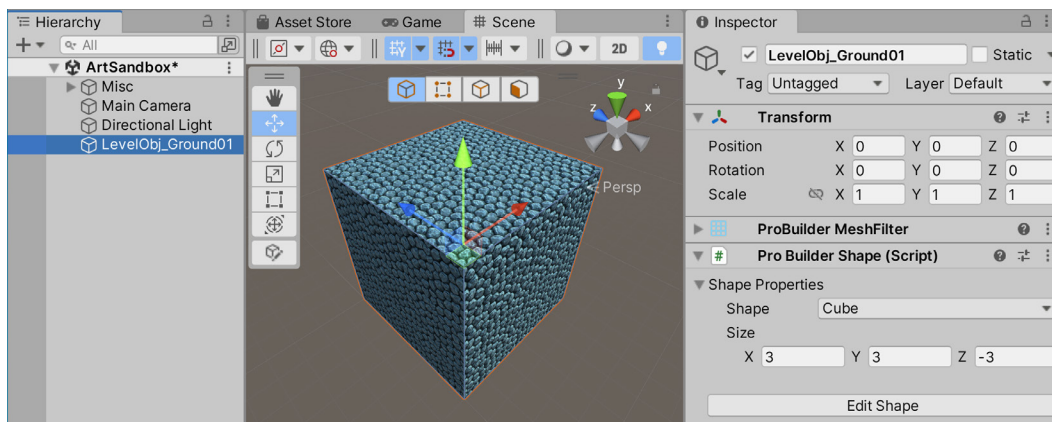 Hierarchy
All
ArtSandbox*
Misc
Main Camera
Directional Light
LevelObj_Ground01
Asset Store Game Scene
2D
y
z x
Persp
Inspector
LevelObj_Ground01 Static
Tag Untagged Layer Default
Transform
Position X 0 Y 0 Z 0
Rotation X 0 Y 0 Z 0
Scale X 1 Y 1 Z 1
ProBuilder MeshFilter
# Pro Builder Shape (Script)
Shape Properties
Shape Cube
Size
X 3 Y 3 Z -3
Edit Shape